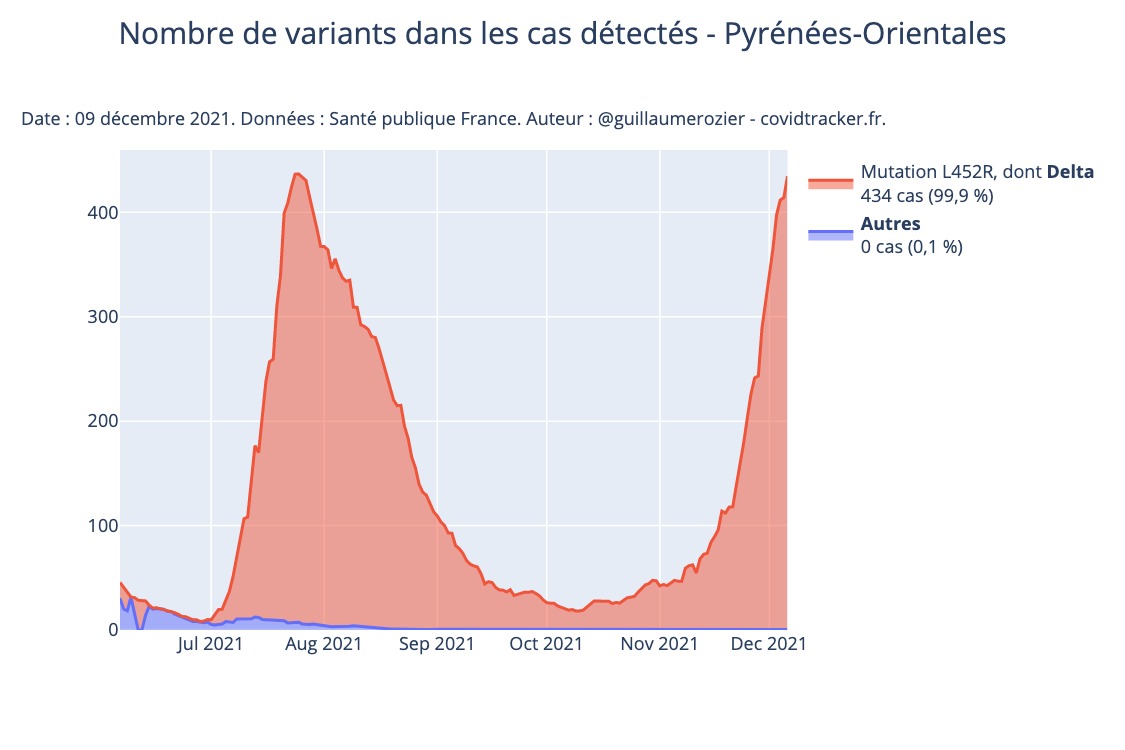 Nombre de variants dans les cas détectés - Pyrénées-Orientales
Date : 09 décembre 2021. Données : Santé publique France. Auteur : @guillaumerozier - covidtracker.fr.
Mutation L452R, dont Delta
434 cas (99,9 %)
Autres
0 cas (0,1 %)
400
300
200
100
0
Jul 2021 Aug 2021 Sep 2021 Oct 2021 Nov 2021 Dec 2021